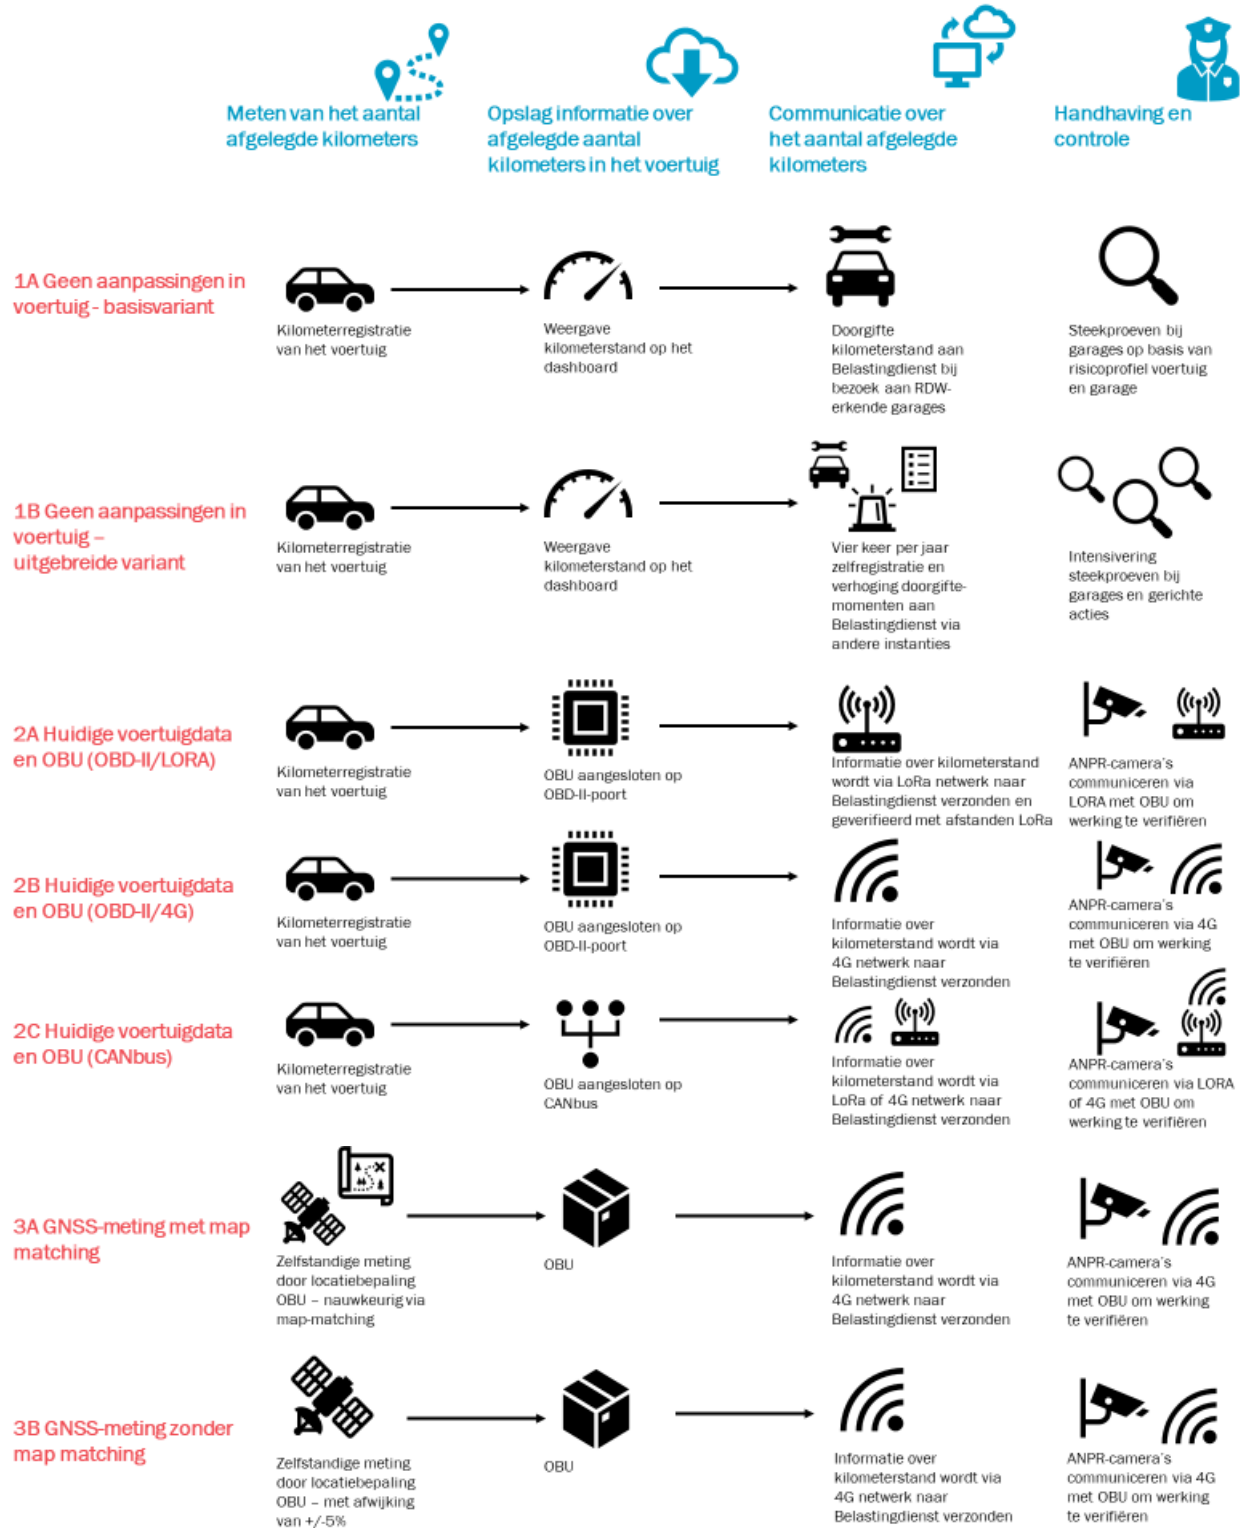 Meten van het aantal
afgelegde kilometers
Opslag informatie over
afgelegde aantal
kilometers in het voertuig
Communicatie over
het aantal afgelegde
kilometers
Handhaving en
controle
1A Geen aanpassingen in
voertuig - basisvariant
Kilometerregistratie
van het voertuig
Weergave
kilometerstand op het
dashboard
Doorgifte
kilometerstand aan
Belastingdienst bij
bezoek aan RDW-
erkende garages
Steekproeven bij
garages op basis van
risicoprofiel voertuig
en garage
1B Geen aanpassingen in
voertuig –
uitgebreide variant
Kilometerregistratie
van het voertuig
Weergave
kilometerstand op het
dashboard
Vier keer per jaar
zelfregistratie en
verhoging doorgifte-
momenten aan
Belastingdienst via
andere instanties
Intensivering
steekproeven bij
garages en gerichte
acties
2A Huidige voertuigdata
en OBU (OBD-II/LORA)
Kilometerregistratie
van het voertuig
OBU aangesloten op
OBD-II-poort
Informatie over kilometerstand
wordt via LoRa netwerk naar
Belastingdienst verzonden en
geverifieerd met afstanden LoRa
ANPR-camera's
communiceren via
LORA met OBU om
werking te verifiëren
2B Huidige voertuigdata
en OBU (OBD-II/4G)
Kilometerregistratie
van het voertuig
OBU aangesloten op
OBD-II-poort
Informatie over
kilometerstand wordt via
4G netwerk naar
Belastingdienst verzonden
ANPR-camera's
communiceren via 4G
met OBU om werking
te verifiëren
2C Huidige voertuigdata
en OBU (CANbus)
Kilometerregistratie
van het voertuig
OBU aangesloten op
CANbus
Informatie over
kilometerstand wordt via
LoRa of 4G netwerk naar
Belastingdienst verzonden
ANPR-camera's
communiceren via LORA
of 4G met OBU om
werking te verifiëren
3A GNSS-meting met map
matching
Zelfstandige meting
door locatiebepaling
OBU – nauwkeurig via
map-matching
OBU
Informatie over
kilometerstand wordt via
4G netwerk naar
Belastingdienst verzonden
ANPR-camera's
communiceren via 4G
met OBU om werking
te verifiëren
3B GNSS-meting zonder
map matching
Zelfstandige meting
door locatiebepaling
OBU – met afwijking
van +/-5%
OBU
Informatie over
kilometerstand wordt via
4G netwerk naar
Belastingdienst verzonden
ANPR-camera's
communiceren via 4G
met OBU om werking
te verifiëren